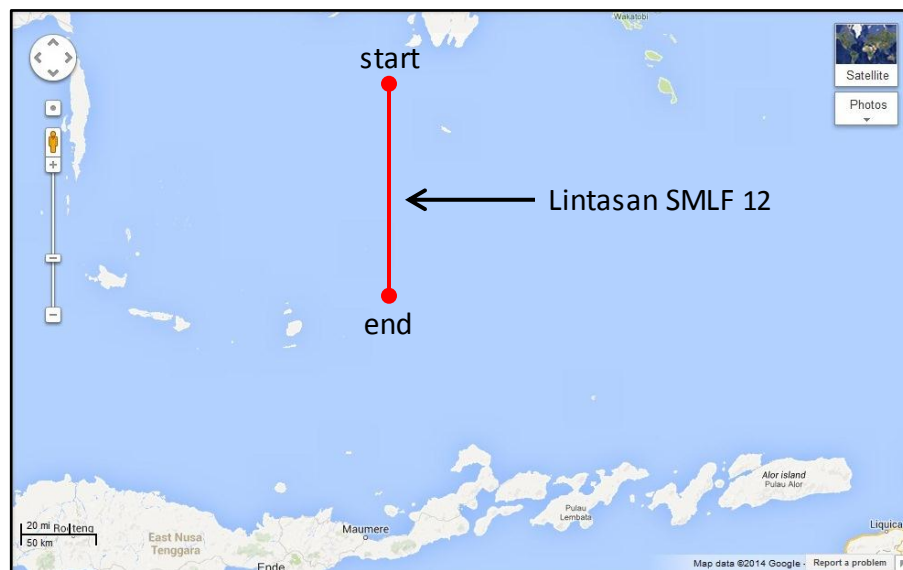 Wakatobi
start
Satellite
Photos
Lintasan SMLF 12
end
Alor island
Pulau Alor
Pulau
Lembata
20 mi
50 km
East Nusa
Tenggara
Maumere
Liquica
Ende
Map data ©2014 Google -
Report a problem